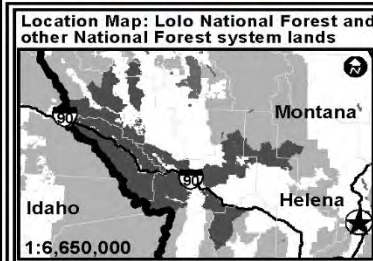 Location Map: Lolo National Forest and
other National Forest system lands
N
Montana
90
90
Idaho
Helena
1:6,650,000